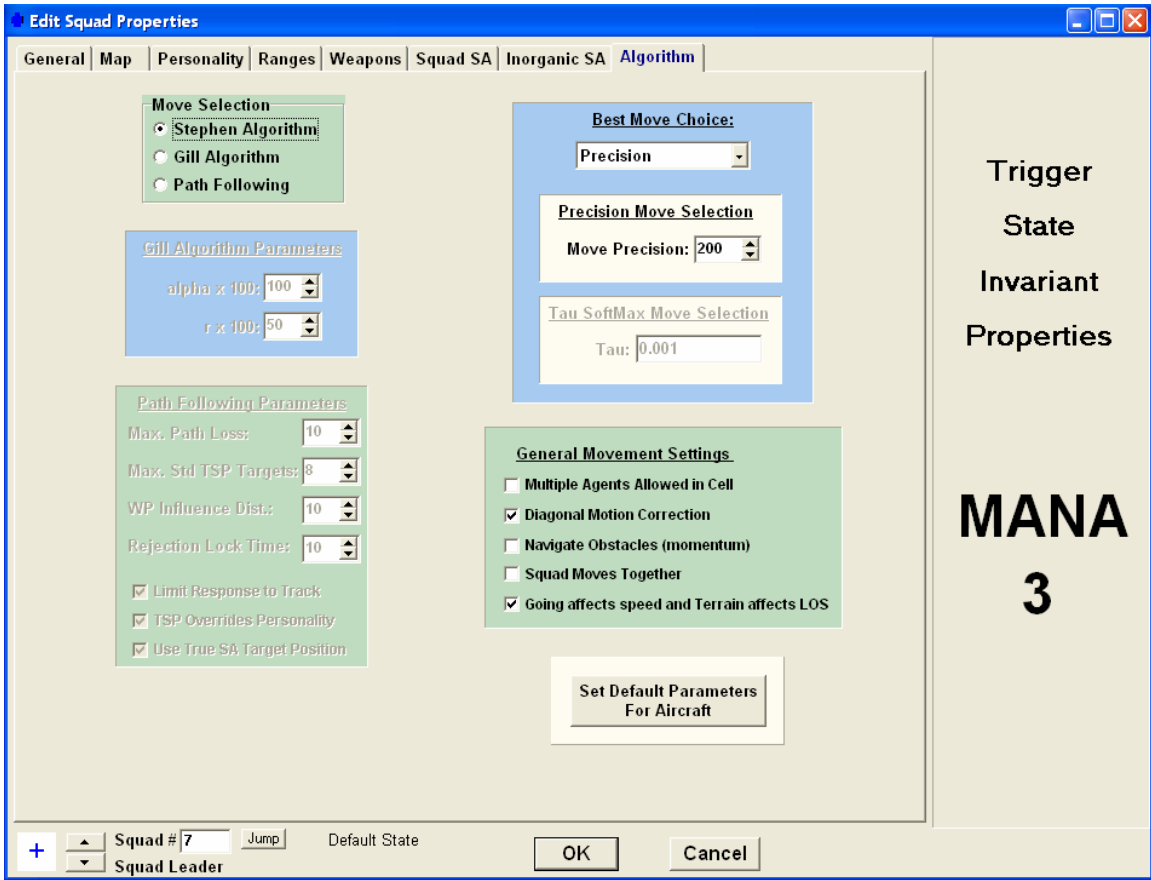 Edit Squad Properties
General Map Personality Ranges Weapons Squad SA Inorganic SA Algorithm
Move Selection
Stephen Algorithm
Gill Algorithm
Path Following
Gill Algorithm Parameters
alpha x 100: 100
r x 100: 50
Path Following Parameters
Max. Path Loss: 10
Max. Std TSP Targets: 8
WP Influence Dist.: 10
Rejection Lock Time: 10
Limit Response to Track
TSP Overrides Personality
Use True SA Target Position
Best Move Choice:
Precision
Precision Move Selection
Move Precision: 200
Tau SoftMax Move Selection
Tau: 0.001
General Movement Settings
Multiple Agents Allowed in Cell
Diagonal Motion Correction
Navigate Obstacles (momentum)
Squad Moves Together
Going affects speed and Terrain affects LOS
Set Default Parameters
For Aircraft
Trigger
State
Invariant
Properties
MANA
3
Squad # 7 Jump Default State
Squad Leader
OK Cancel